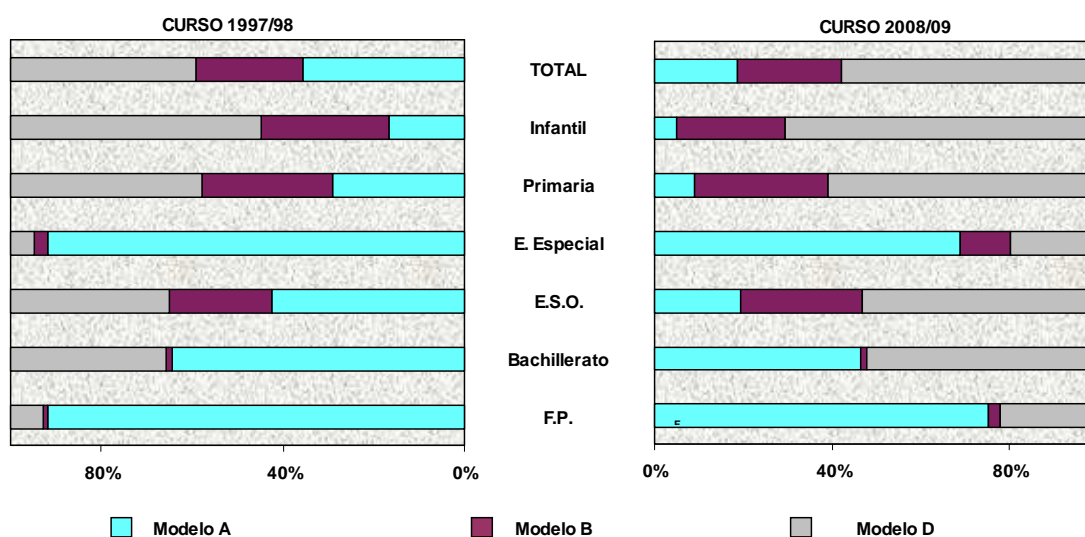 CURSO 1997/98
CURSO 2008/09
TOTAL
Infantil
Primaria
E. Especial
E.S.O.
Bachillerato
F.P.
80% 40% 0%
0% 40% 80%
Modelo A Modelo B Modelo D